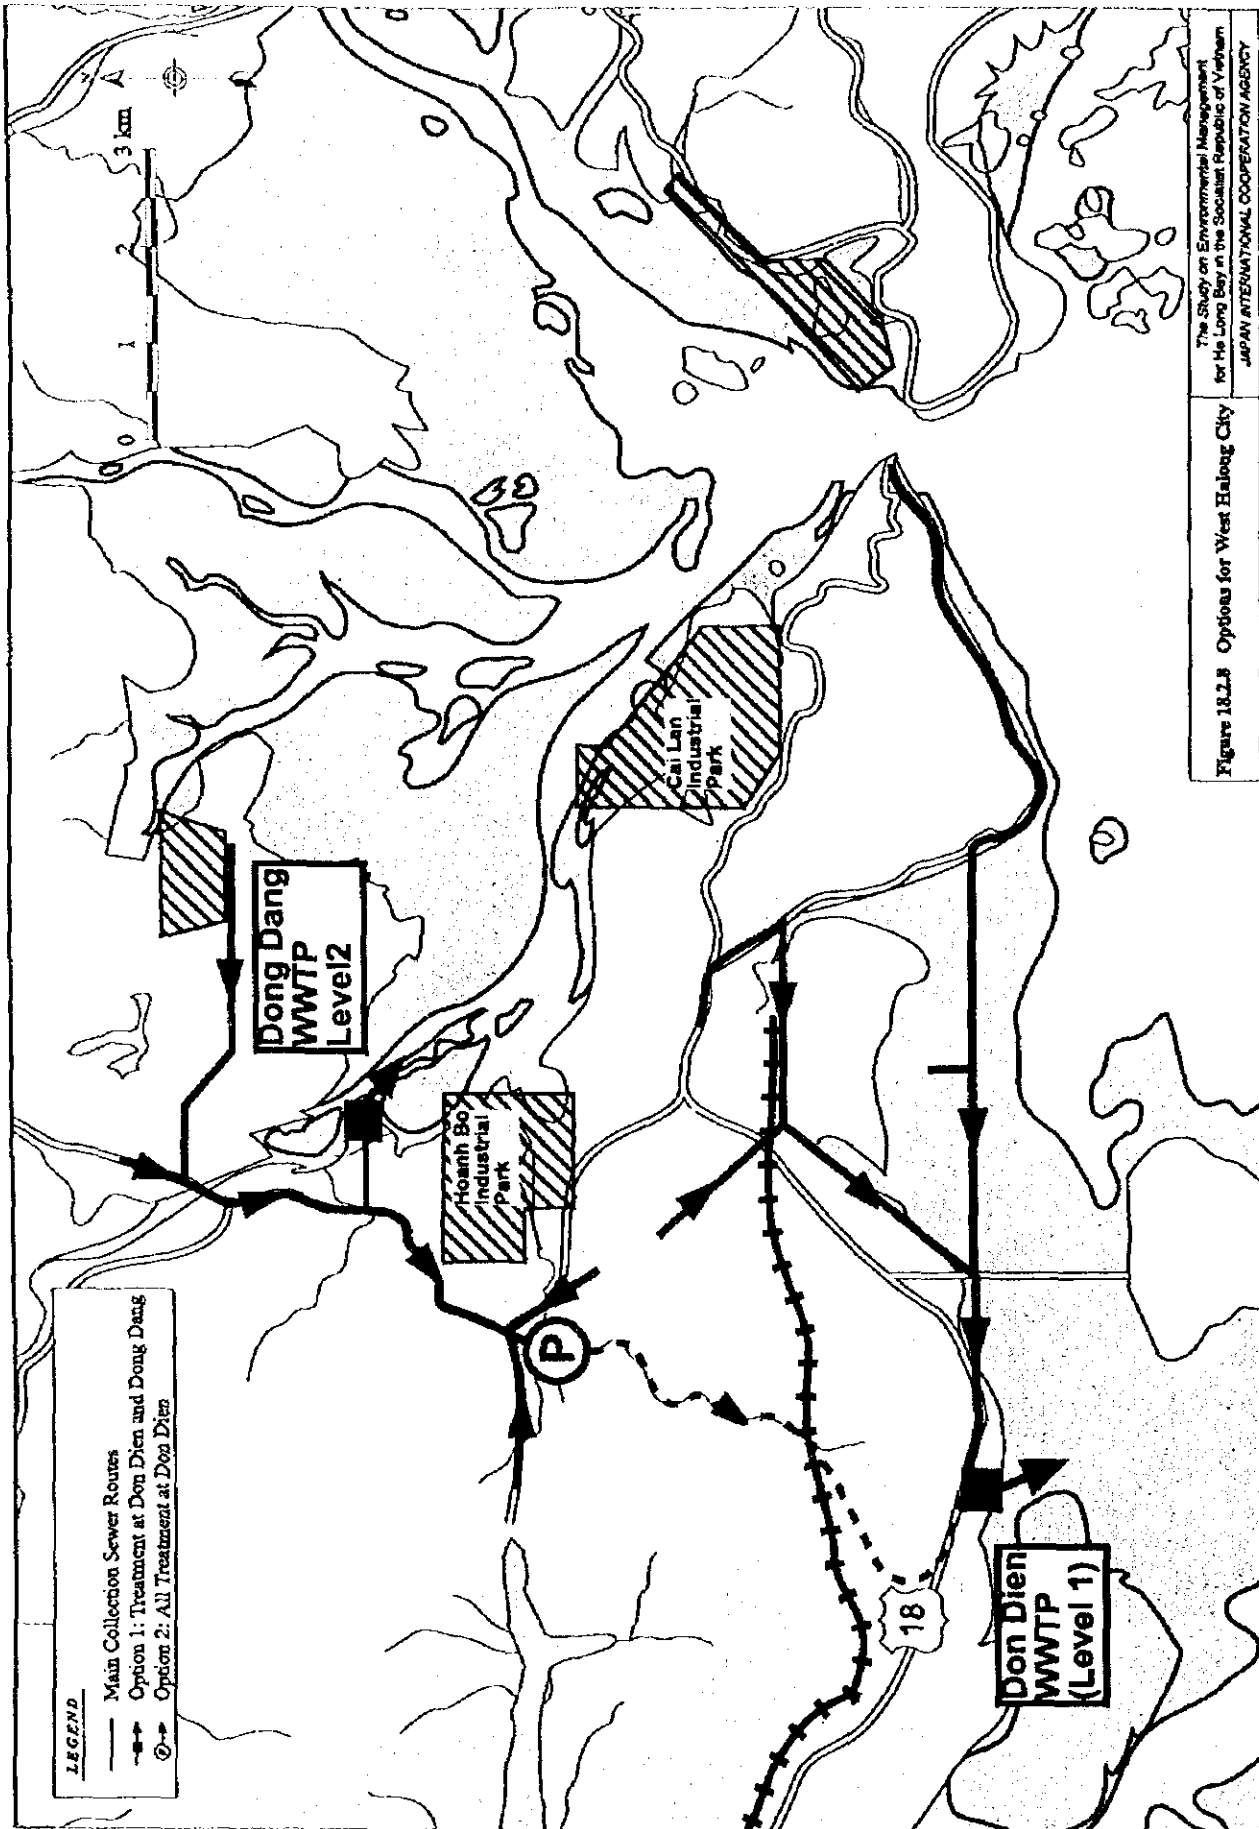 LEGEND
Main Collection Sewer Routes
Option 1: Treatment at Don Dien and Dong Dang
Option 2: All Treatment at Don Dien
0 1 2 3 km
N
Dong Dang
WWTP
Level2
Hoanh Bo
Industrial
Park
Cai Lan
Industrial
Park
P
P
18
Don Dien
WWTP
(Level 1)
Figure 18.2.8 Options for West Halong City
The Study on Environmental Management
for Ha Long Bay in the Socialist Republic of Vietnam
JAPAN INTERNATIONAL COOPERATION AGENCY